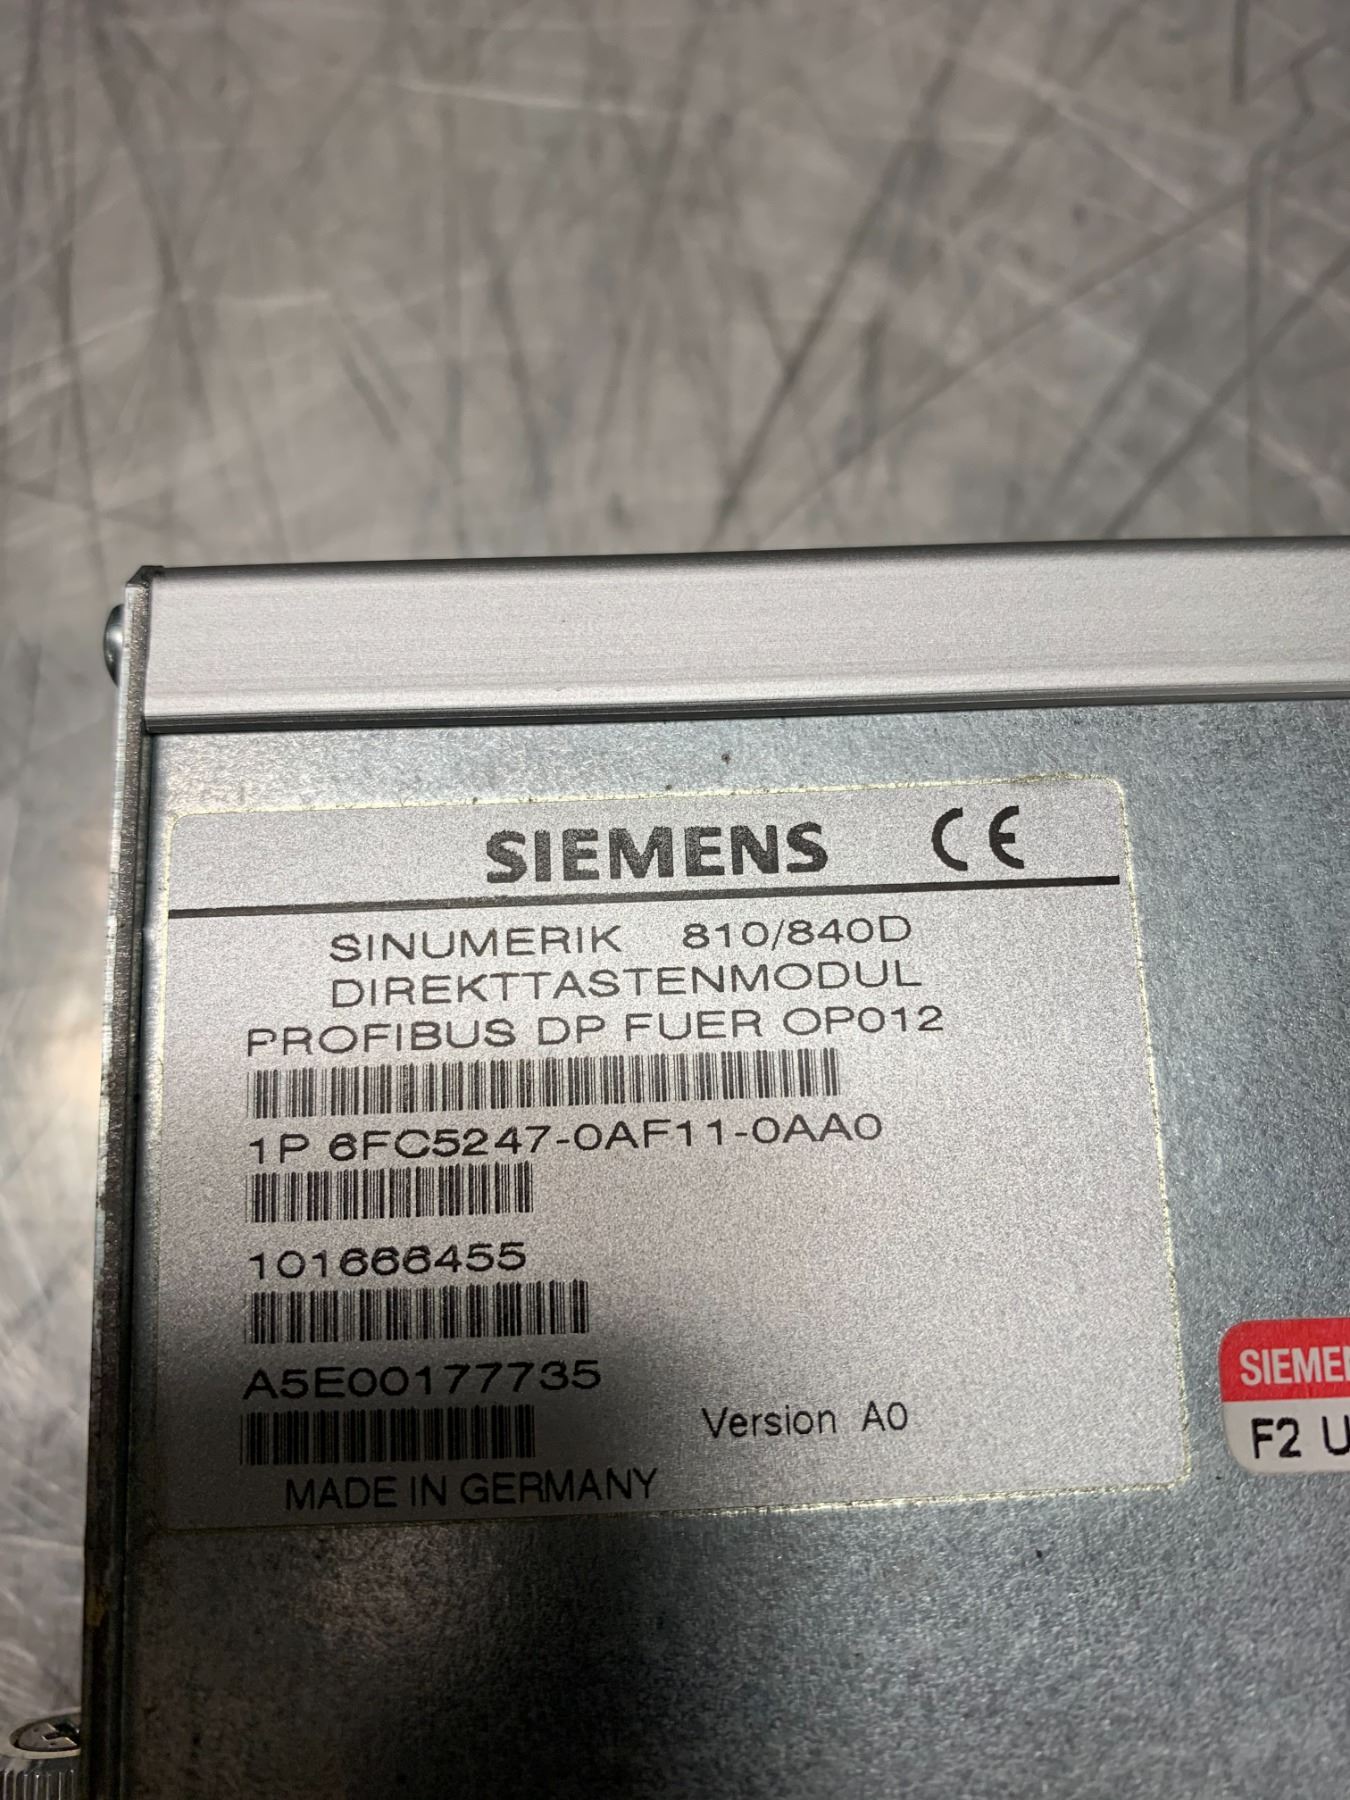 SIEMENS CE
SINUMERIK 810/840D
DIREKTTASTENMODUL
PROFIBUS DP FUER OP012
1P 6FC5247-0AF11-0AA0
101666455
A5E00177735
Version A0
MADE IN GERMANY
SIEMEN
F2 U